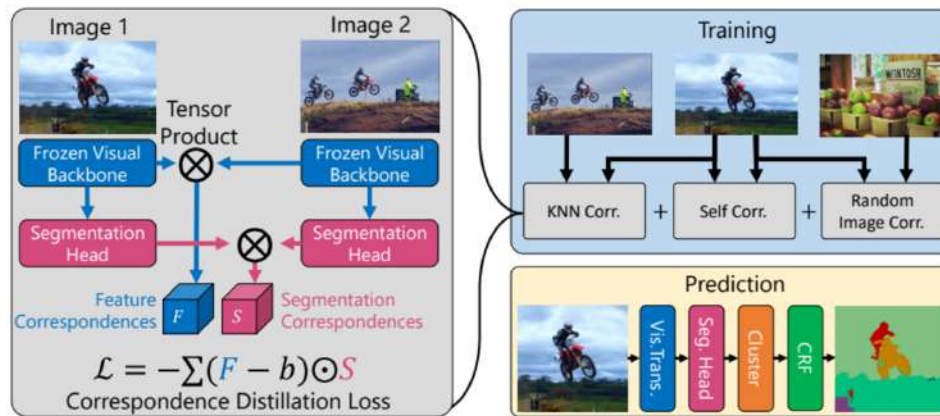 Image 1
Image 2
Tensor
Product
Frozen Visual
Backbone
Frozen Visual
Backbone
Segmentation
Head
Segmentation
Head
Feature
Correspondences
F
S
Segmentation
Correspondences
ℒ = −∑(F − b)⊙S
Correspondence Distillation Loss
Training
MCINTOSH
KNN Corr.
+
Self Corr.
+
Random
Image Corr.
Prediction
Vis.Trans.
Seg. Head
Cluster
CRF